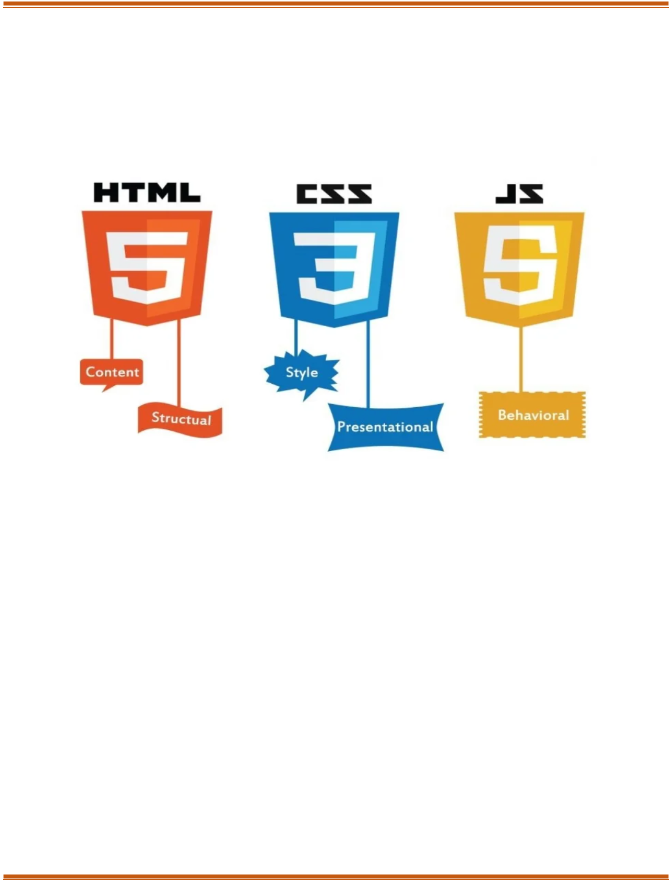 HTML CSS JS
5 3 5
Content Style
Structual Presentational Behavioral